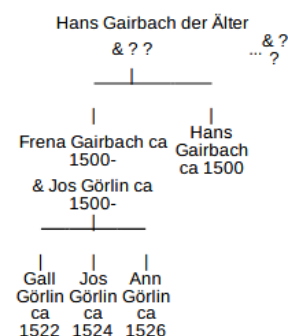 Hans Gairbach der Älter
& ? ?
& ?
... ?
Frena Gairbach ca
1500-
& Jos Görlin ca
1500-
Hans
Gairbach
ca 1500
Gall
Görlin
ca
1522
Jos
Görlin
ca
1524
Ann
Görlin
ca
1526